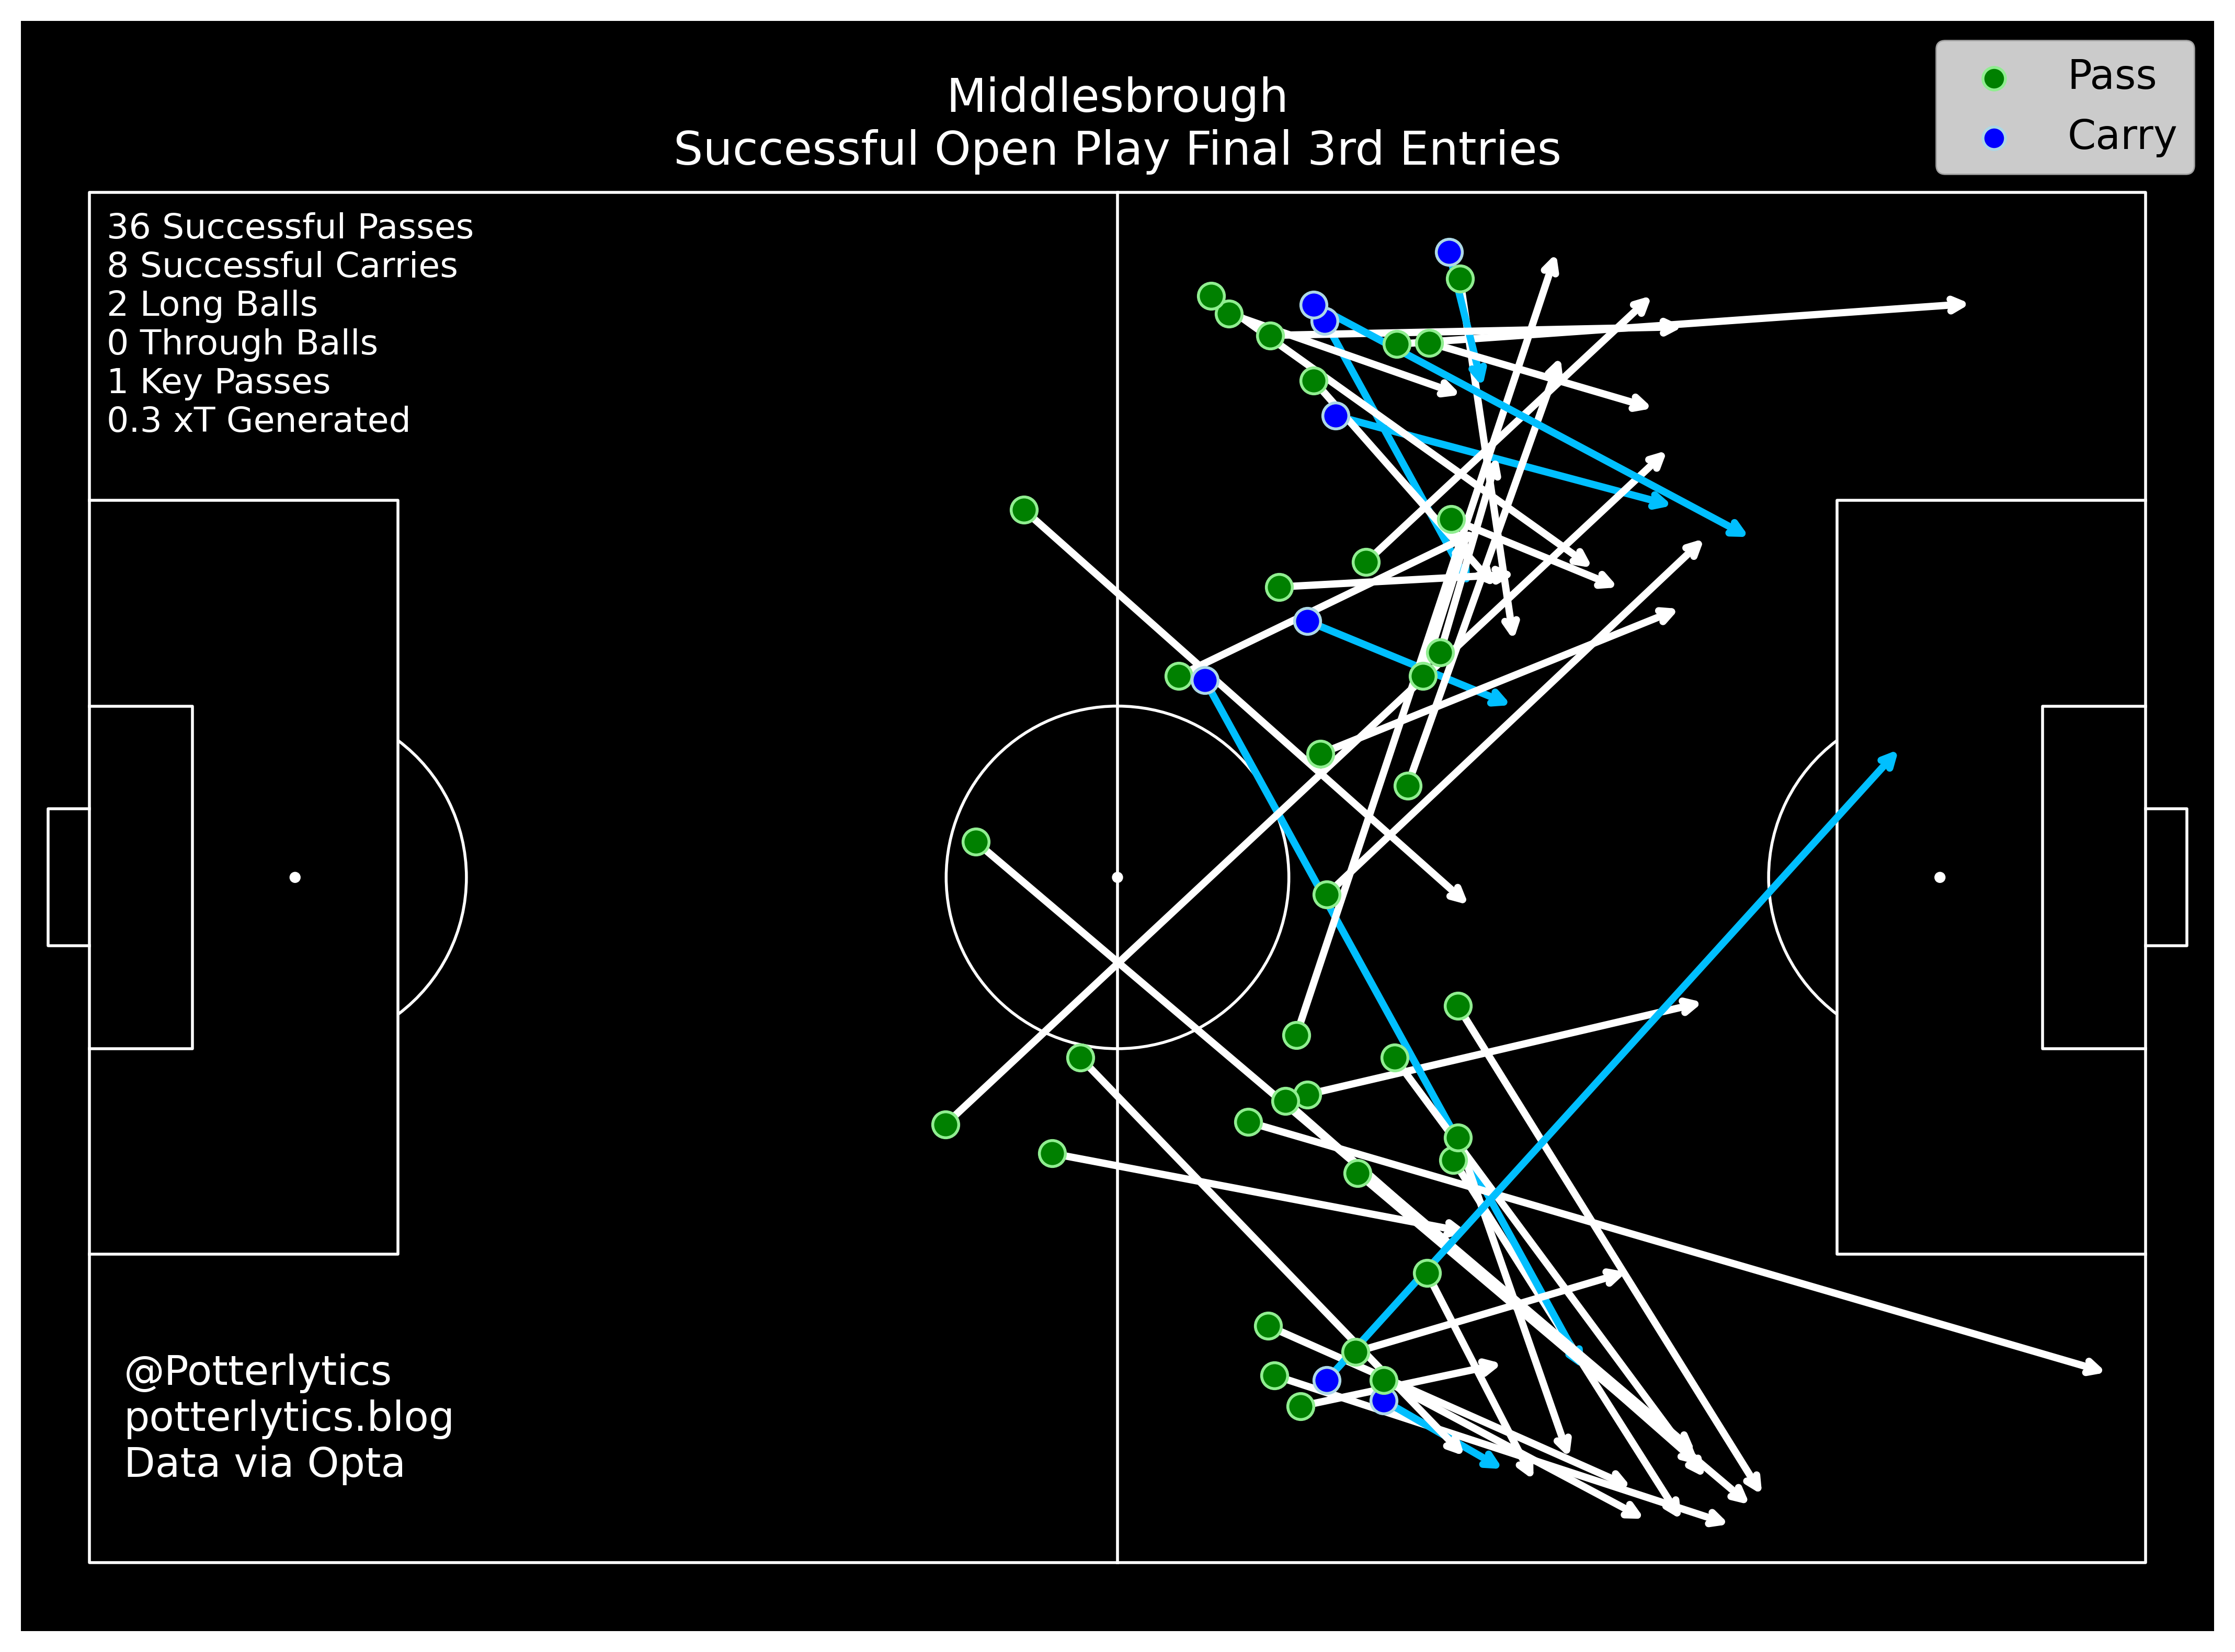 Middlesbrough
Successful Open Play Final 3rd Entries
Pass
Carry
36 Successful Passes
8 Successful Carries
2 Long Balls
0 Through Balls
1 Key Passes
0.3 xT Generated
@Potterlytics
potterlytics.blog
Data via Opta